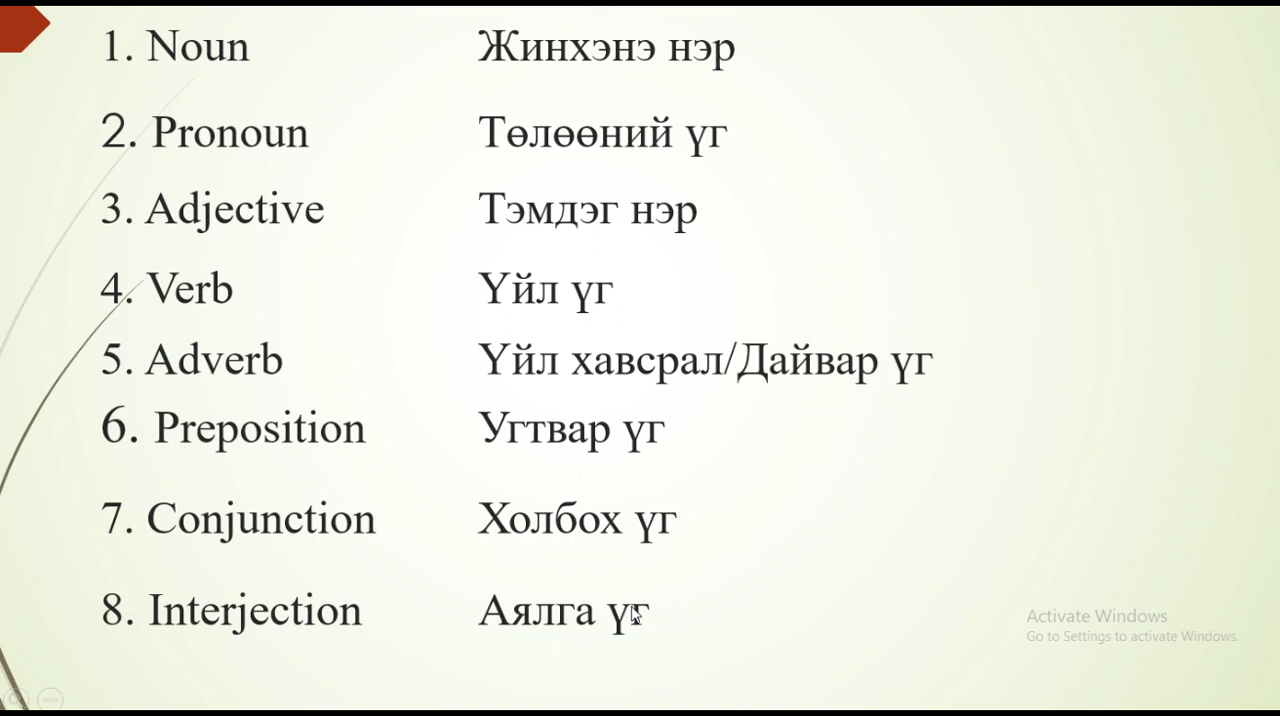 1. Noun Жинхэнэ нэр
2. Pronoun Төлөөний үг
3. Adjective Тэмдэг нэр
4. Verb Үйл үг
5. Adverb Үйл хавсрал/Дайвар үг
6. Preposition Угтвар үг
7. Conjunction Холбох үг
8. Interjection Аялга үг
Activate Windows
Go to Settings to activate Windows.